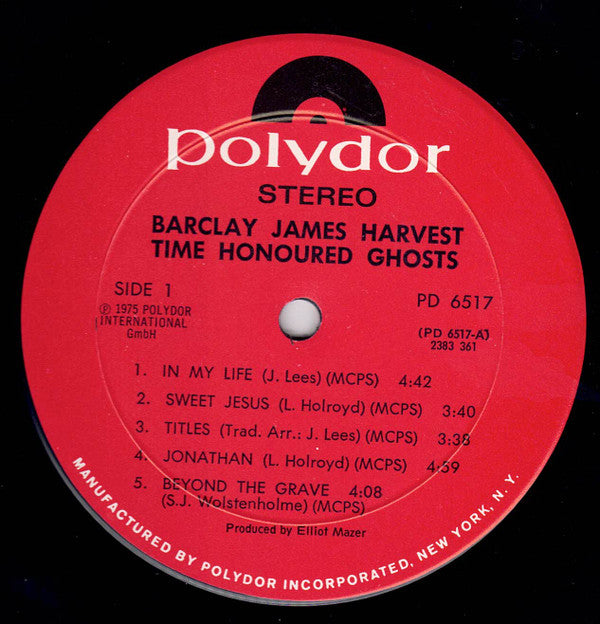 polydor
STEREO
BARCLAY JAMES HARVEST
TIME HONOURED GHOSTS
SIDE 1
PD 6517
℗ 1975 POLYDOR
INTERNATIONAL
GmbH
(PD 6517-A)
2383 361
1. IN MY LIFE (J. Lees) (MCPS) 4:42
2. SWEET JESUS (L. Holroyd) (MCPS) 3:40
3. TITLES (Trad. Arr.: J. Lees) (MCPS) 3:38
4. JONATHAN (L. Holroyd) (MCPS) 4:59
5. BEYOND THE GRAVE 4:08
(S.J. Wolstenholme) (MCPS)
Produced by Elliot Mazer
MANUFACTURED BY POLYDOR INCORPORATED, NEW YORK, N.Y.